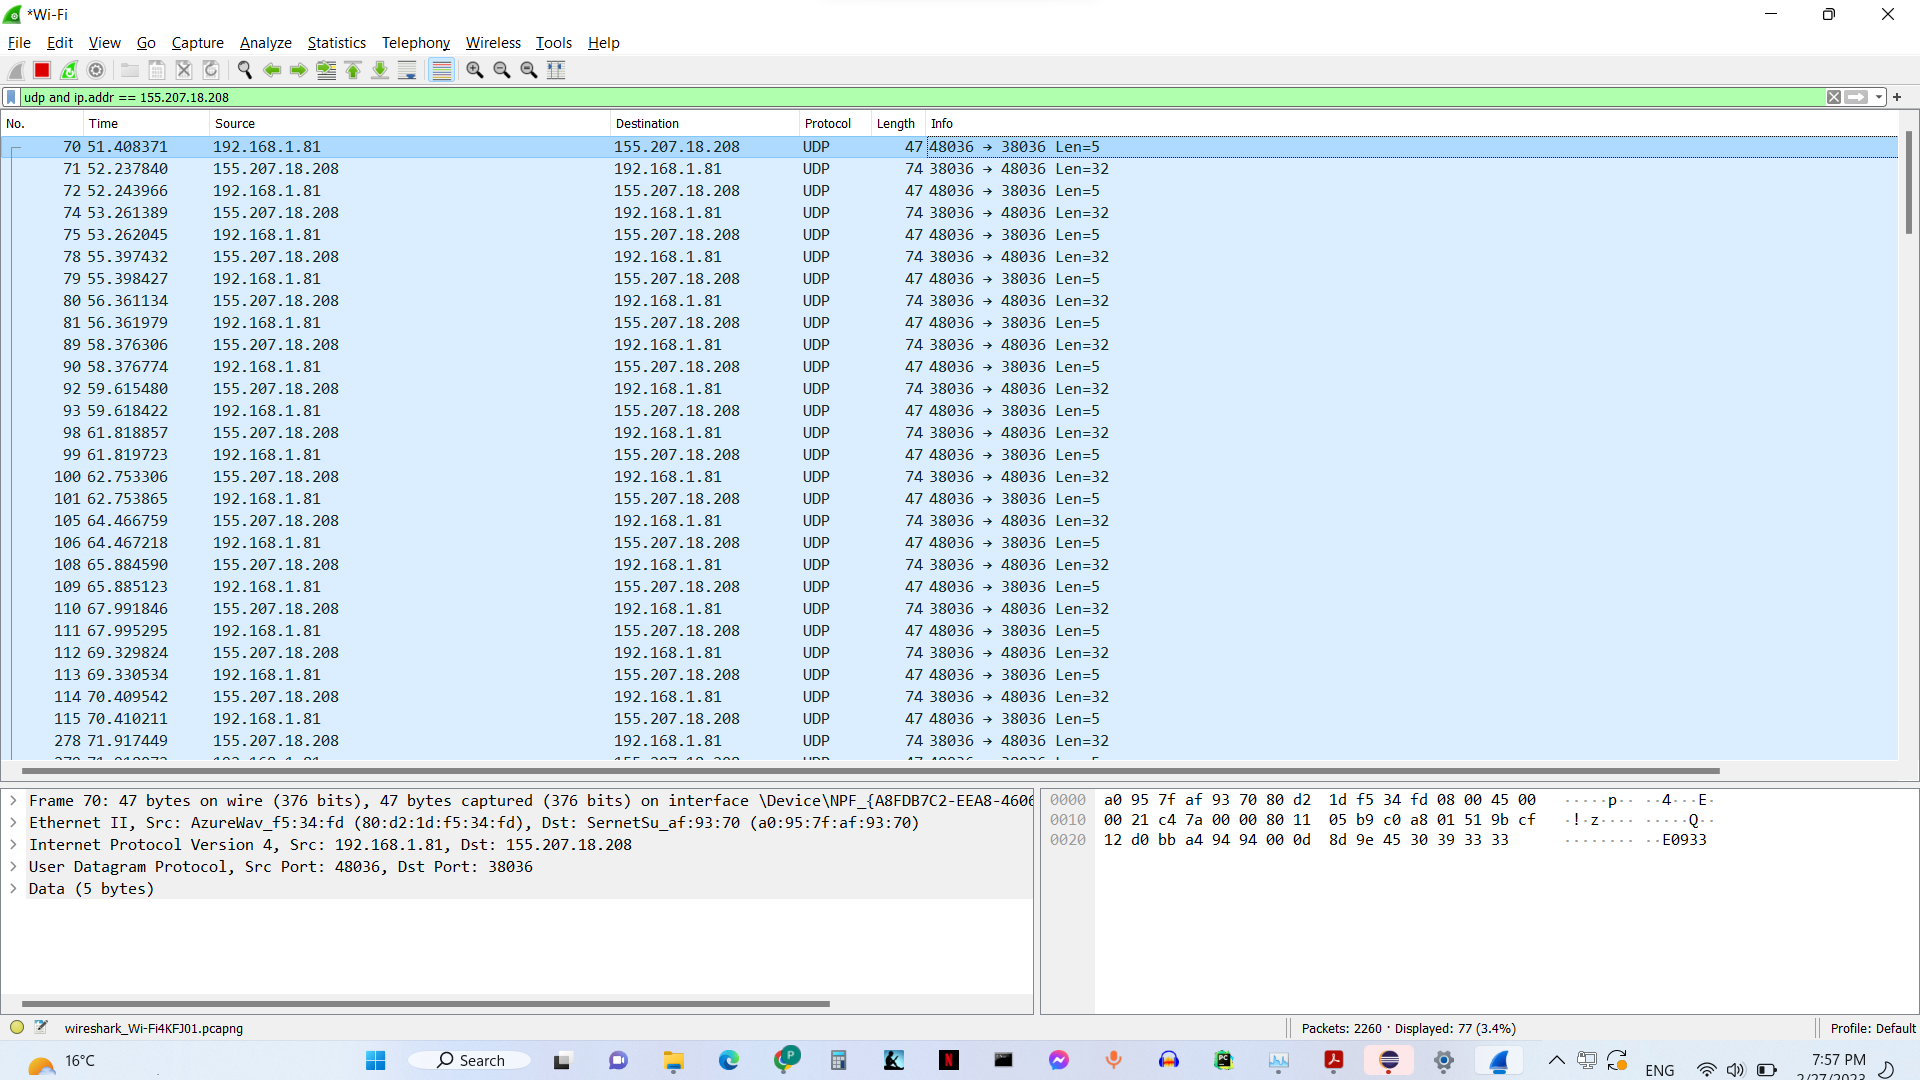 *Wi-Fi
File Edit View Go Capture Analyze Statistics Telephony Wireless Tools Help
udp and ip.addr == 155.207.18.208
No. Time Source Destination Protocol Length Info
70 51.408371 192.168.1.81 155.207.18.208 UDP 47 48036 → 38036 Len=5
71 52.237840 155.207.18.208 192.168.1.81 UDP 74 38036 → 48036 Len=32
72 52.243966 192.168.1.81 155.207.18.208 UDP 47 48036 → 38036 Len=5
74 53.261389 155.207.18.208 192.168.1.81 UDP 74 38036 → 48036 Len=32
75 53.262045 192.168.1.81 155.207.18.208 UDP 47 48036 → 38036 Len=5
78 55.397432 155.207.18.208 192.168.1.81 UDP 74 38036 → 48036 Len=32
79 55.398427 192.168.1.81 155.207.18.208 UDP 47 48036 → 38036 Len=5
80 56.361134 155.207.18.208 192.168.1.81 UDP 74 38036 → 48036 Len=32
81 56.361979 192.168.1.81 155.207.18.208 UDP 47 48036 → 38036 Len=5
89 58.376306 155.207.18.208 192.168.1.81 UDP 74 38036 → 48036 Len=32
90 58.376774 192.168.1.81 155.207.18.208 UDP 47 48036 → 38036 Len=5
92 59.615480 155.207.18.208 192.168.1.81 UDP 74 38036 → 48036 Len=32
93 59.618422 192.168.1.81 155.207.18.208 UDP 47 48036 → 38036 Len=5
98 61.818857 155.207.18.208 192.168.1.81 UDP 74 38036 → 48036 Len=32
99 61.819723 192.168.1.81 155.207.18.208 UDP 47 48036 → 38036 Len=5
100 62.753306 155.207.18.208 192.168.1.81 UDP 74 38036 → 48036 Len=32
101 62.753865 192.168.1.81 155.207.18.208 UDP 47 48036 → 38036 Len=5
105 64.466759 155.207.18.208 192.168.1.81 UDP 74 38036 → 48036 Len=32
106 64.467218 192.168.1.81 155.207.18.208 UDP 47 48036 → 38036 Len=5
108 65.884590 155.207.18.208 192.168.1.81 UDP 74 38036 → 48036 Len=32
109 65.885123 192.168.1.81 155.207.18.208 UDP 47 48036 → 38036 Len=5
110 67.991846 155.207.18.208 192.168.1.81 UDP 74 38036 → 48036 Len=32
111 67.995295 192.168.1.81 155.207.18.208 UDP 47 48036 → 38036 Len=5
112 69.329824 155.207.18.208 192.168.1.81 UDP 74 38036 → 48036 Len=32
113 69.330534 192.168.1.81 155.207.18.208 UDP 47 48036 → 38036 Len=5
114 70.409542 155.207.18.208 192.168.1.81 UDP 74 38036 → 48036 Len=32
115 70.410211 192.168.1.81 155.207.18.208 UDP 47 48036 → 38036 Len=5
278 71.917449 155.207.18.208 192.168.1.81 UDP 74 38036 → 48036 Len=32
Frame 70: 47 bytes on wire (376 bits), 47 bytes captured (376 bits) on interface \Device\NPF_{A8FDB7C2-EEA8-4606
Ethernet II, Src: AzureWav_f5:34:fd (80:d2:1d:f5:34:fd), Dst: SernetSu_af:93:70 (a0:95:7f:af:93:70)
Internet Protocol Version 4, Src: 192.168.1.81, Dst: 155.207.18.208
User Datagram Protocol, Src Port: 48036, Dst Port: 38036
Data (5 bytes)
0000 a0 95 7f af 93 70 80 d2 1d f5 34 fd 08 00 45 00 ·····p·· ··4···E·
0010 00 21 c4 7a 00 00 80 11 05 b9 c0 a8 01 51 9b cf ·!·z···· ·····Q··
0020 12 d0 bb a4 94 94 00 0d 8d 9e 45 30 39 33 33 ········ ··E0933
wireshark_Wi-Fi4KFJ01.pcapng
Packets: 2260 · Displayed: 77 (3.4%)
Profile: Default
16°C
Search
ENG
7:57 PM
2/27/2023